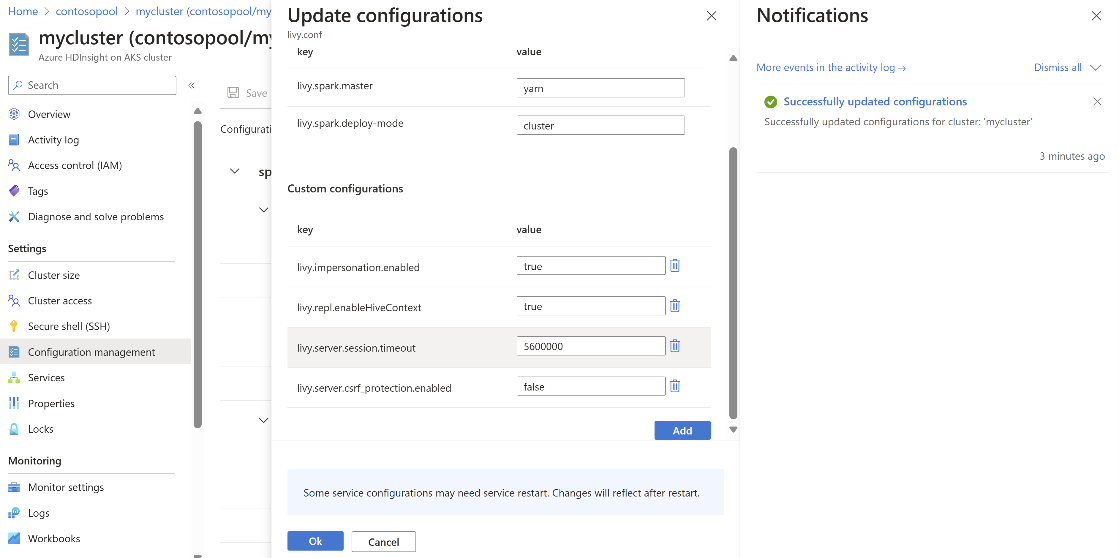 Home > contosopool > mycluster (contosopool/my
mycluster (contosopool/my
Azure HDInsight on AKS cluster
Search
«
Overview
Activity log
Access control (IAM)
Tags
Diagnose and solve problems
Settings
Cluster size
Cluster access
Secure shell (SSH)
Configuration management
Services
Properties
Locks
Monitoring
Monitor settings
Logs
Workbooks
Save
Configurati
sp
Update configurations
livy.conf
key value
livy.spark.master yarn
livy.spark.deploy-mode cluster
Custom configurations
key value
livy.impersonation.enabled true
livy.repl.enableHiveContext true
livy.server.session.timeout 5600000
livy.server.csrf_protection.enabled false
Add
Some service configurations may need service restart. Changes will reflect after restart.
Ok Cancel
Notifications
More events in the activity log → Dismiss all
Successfully updated configurations
Successfully updated configurations for cluster: 'mycluster'
3 minutes ago